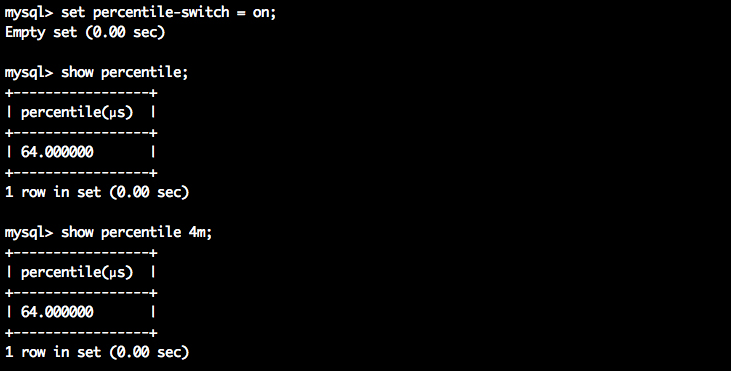 mysql> set percentile-switch = on;
Empty set (0.00 sec)

mysql> show percentile;
+-----------------+
| percentile(μs)  |
+-----------------+
| 64.000000       |
+-----------------+
1 row in set (0.00 sec)

mysql> show percentile 4m;
+-----------------+
| percentile(μs)  |
+-----------------+
| 64.000000       |
+-----------------+
1 row in set (0.00 sec)